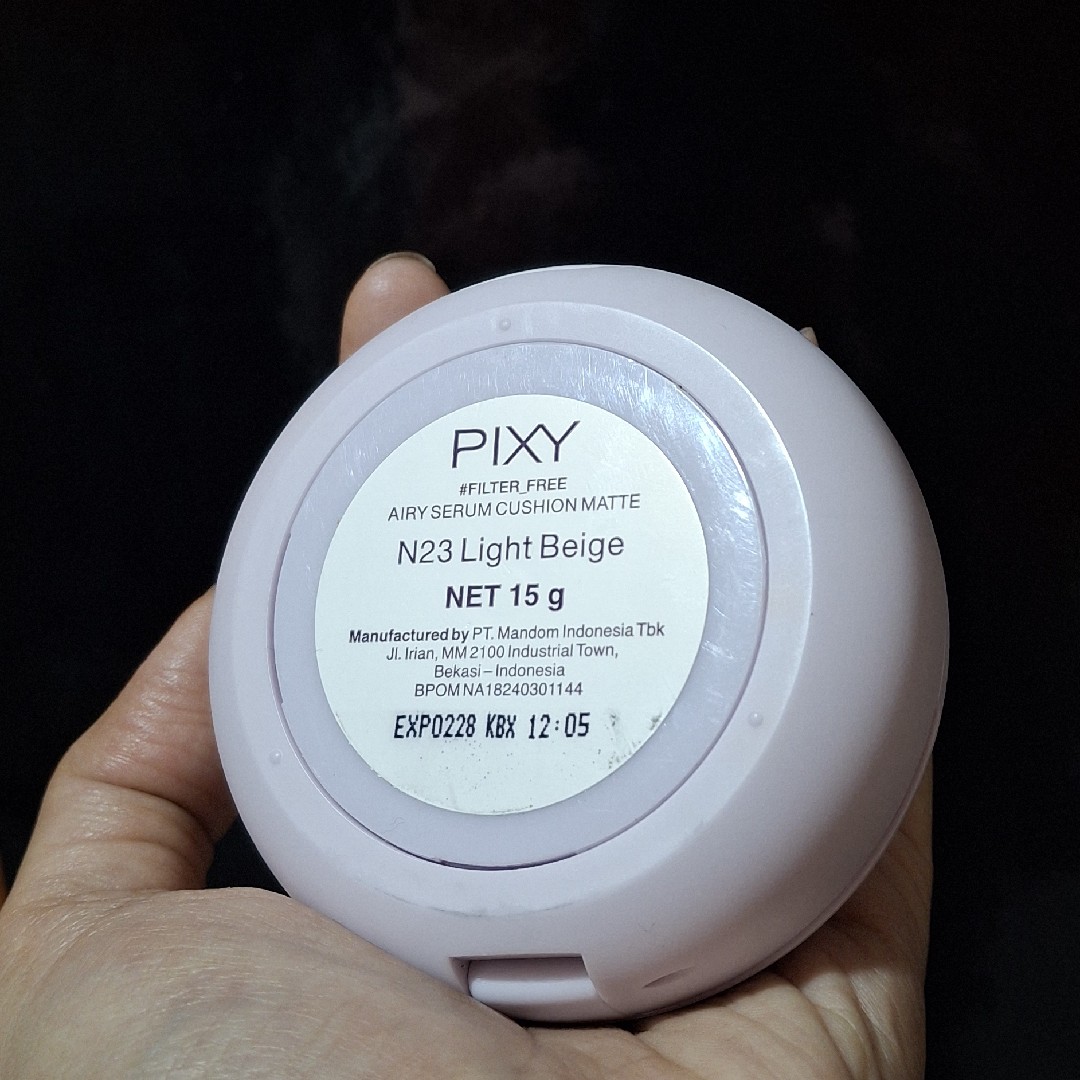 PIXY
#FILTER_FREE
AIRY SERUM CUSHION MATTE
N23 Light Beige
NET 15 g
Manufactured by PT. Mandom Indonesia Tbk
Jl. Irian, MM 2100 Industrial Town,
Bekasi – Indonesia
BPOM NA18240301144
EXP0228 KBX 12:05